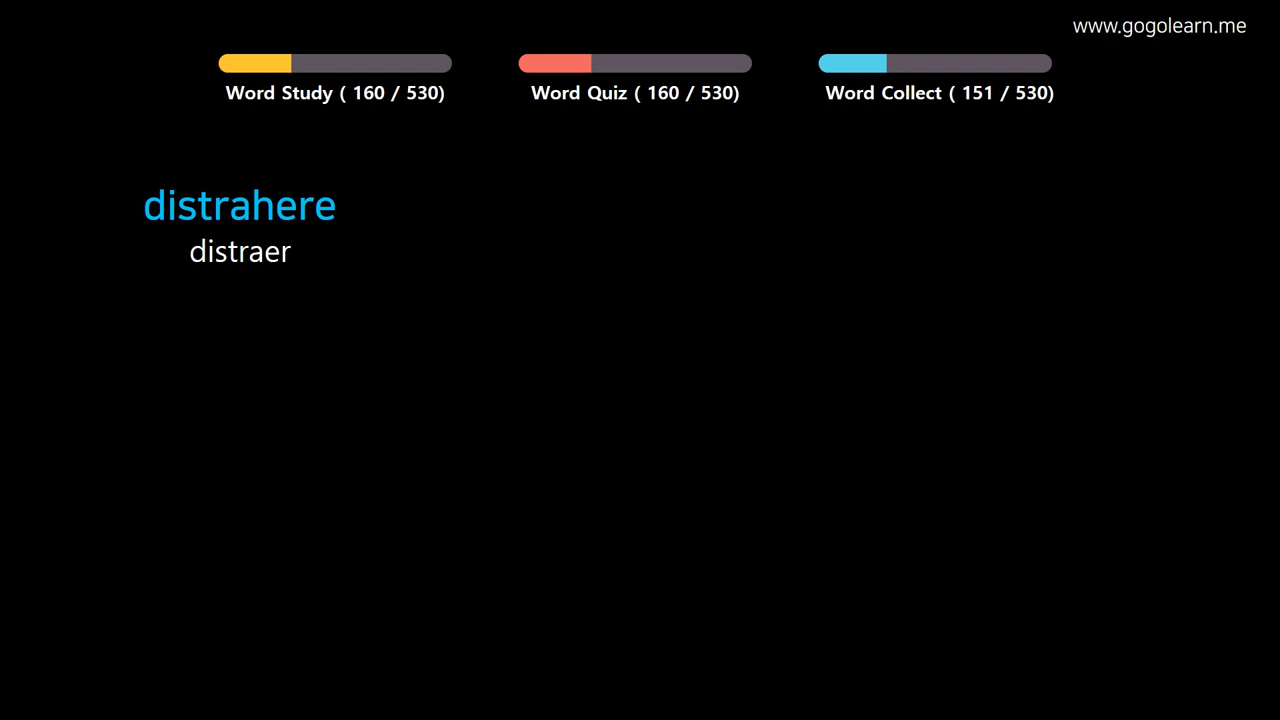 www.gogolearn.me
Word Study ( 160 / 530)
Word Quiz ( 160 / 530)
Word Collect ( 151 / 530)
distrahere
distraer